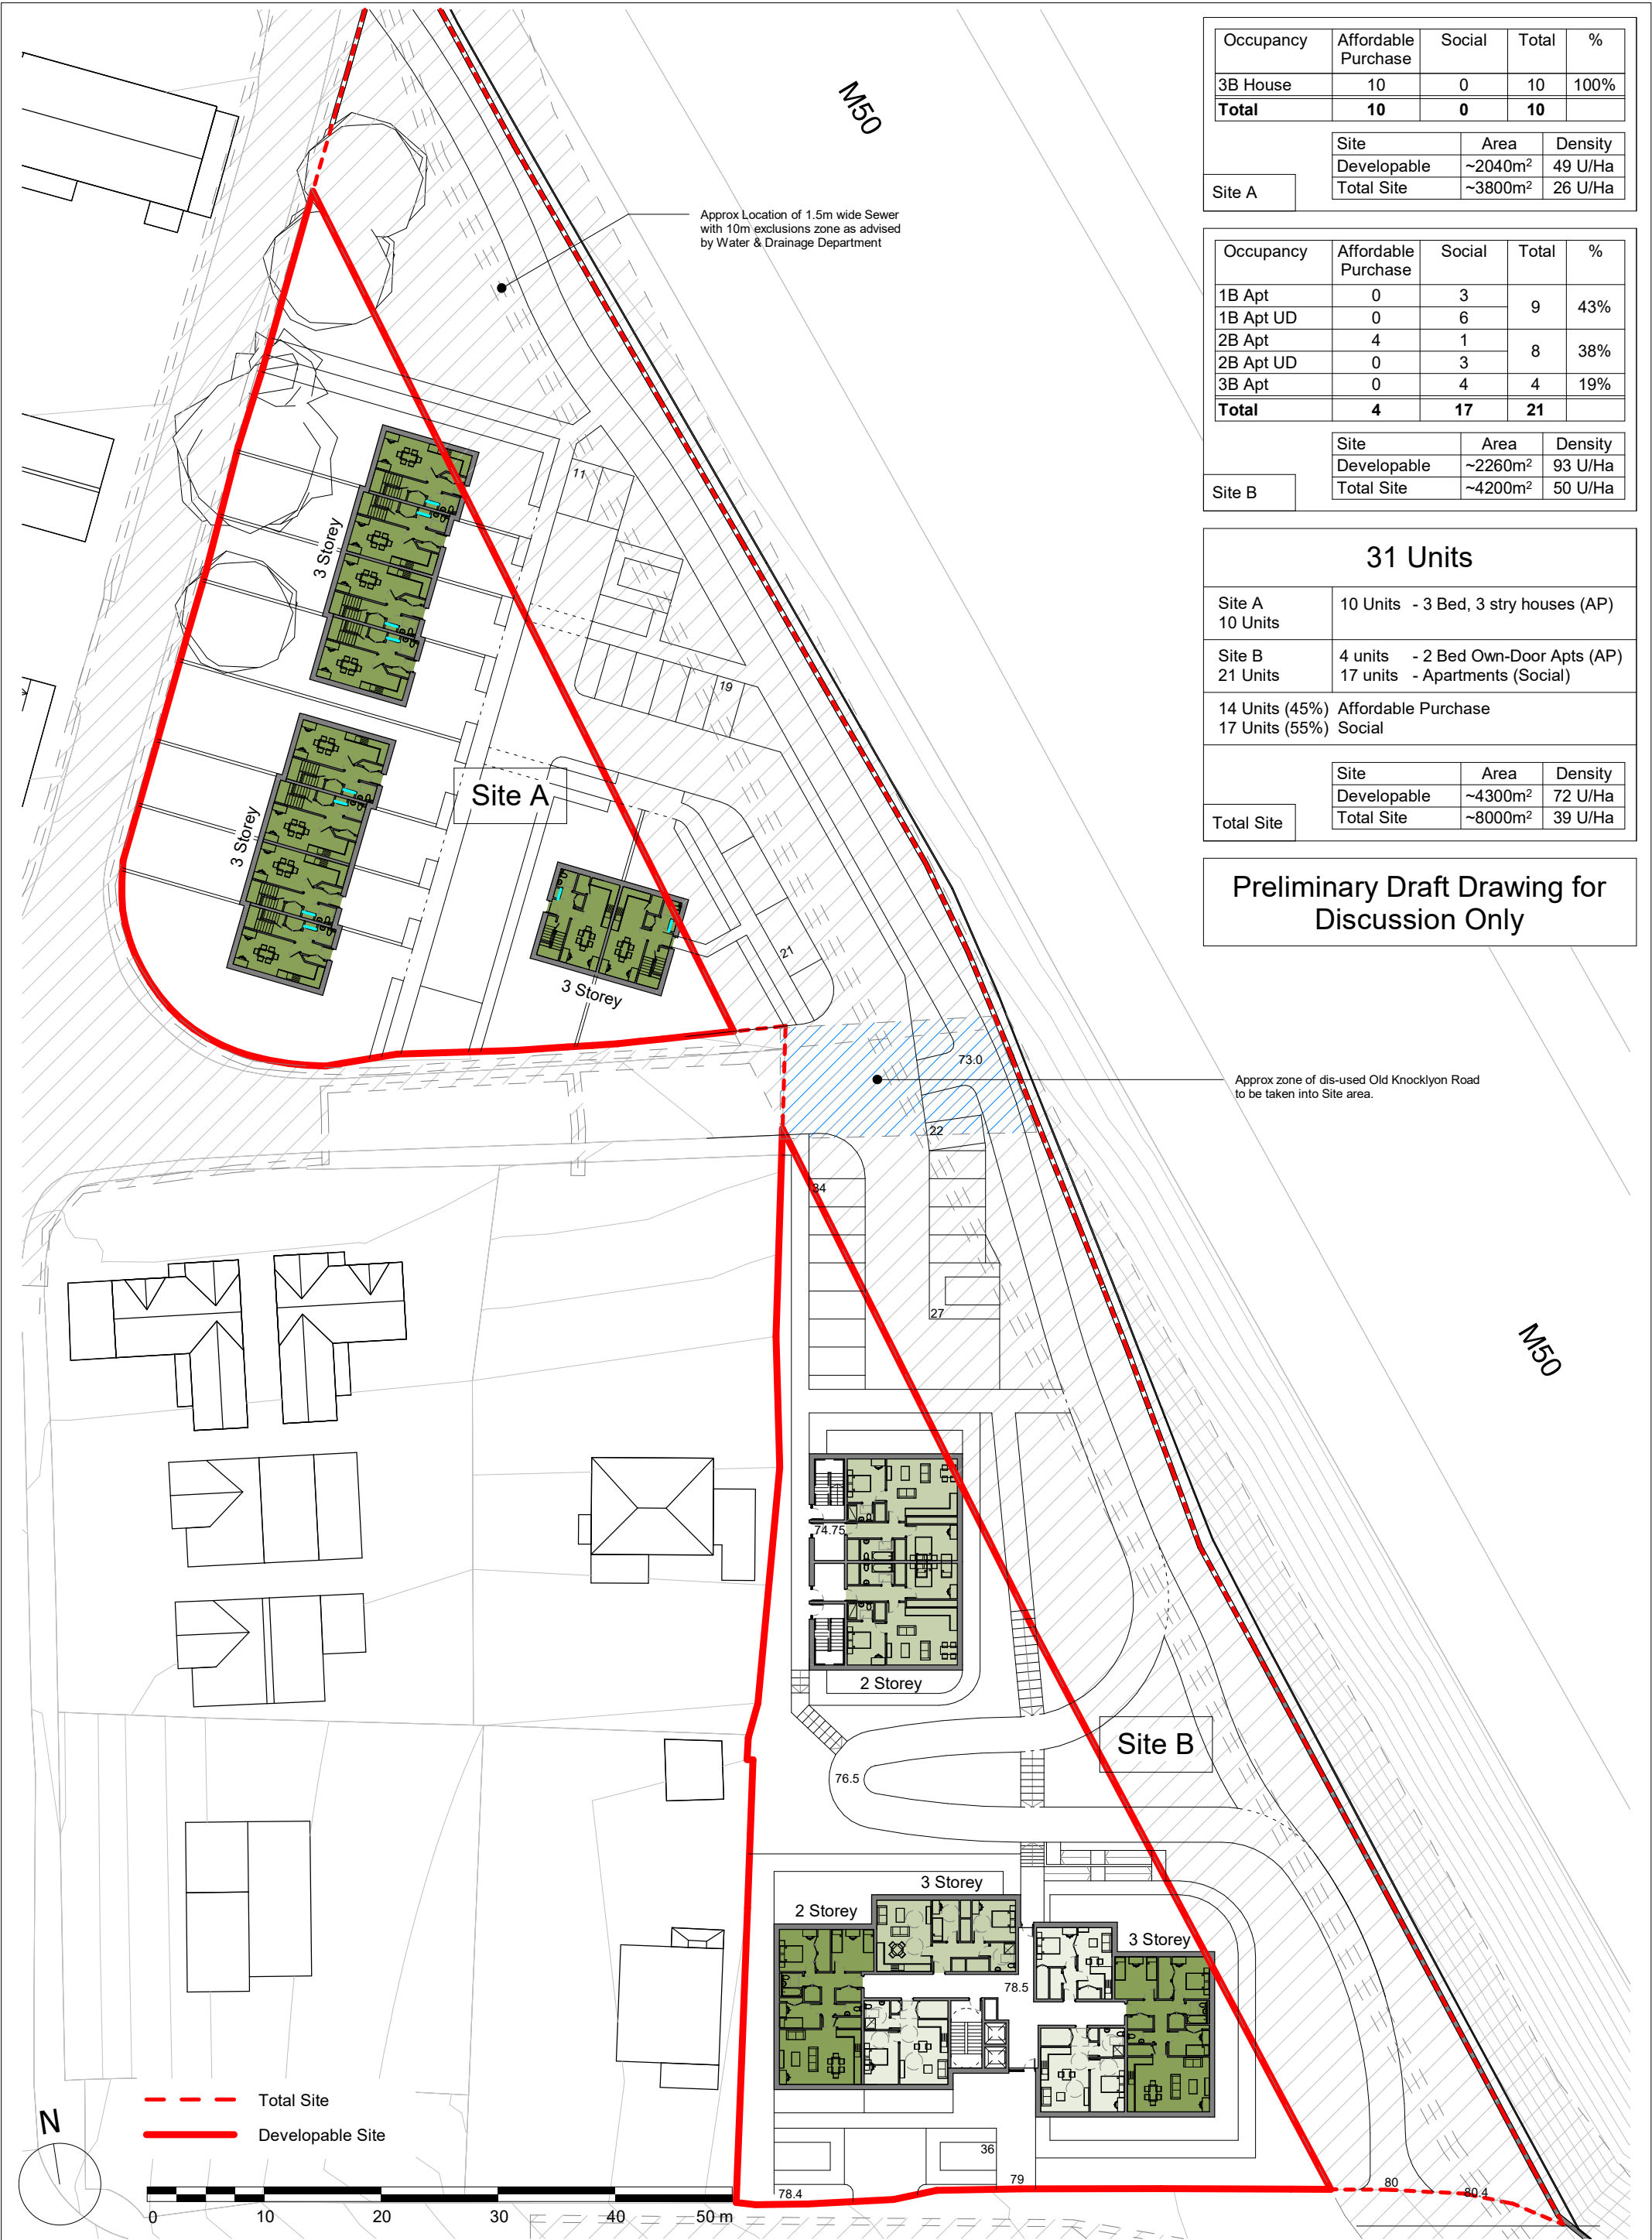 M50
Approx Location of 1.5m wide Sewer
with 10m exclusions zone as advised
by Water & Drainage Department
Occupancy Affordable Purchase Social Total %
3B House 10 0 10 100%
Total 10 0 10
Site Area Density
Developable ~2040m² 49 U/Ha
Total Site ~3800m² 26 U/Ha
Site A
Occupancy Affordable Purchase Social Total %
1B Apt 0 3 9 43%
1B Apt UD 0 6
2B Apt 4 1 8 38%
2B Apt UD 0 3
3B Apt 0 4 4 19%
Total 4 17 21
Site Area Density
Developable ~2260m² 93 U/Ha
Total Site ~4200m² 50 U/Ha
Site B
31 Units
Site A 10 Units - 3 Bed, 3 stry houses (AP)
10 Units
Site B 4 units - 2 Bed Own-Door Apts (AP)
21 Units 17 units - Apartments (Social)
14 Units (45%) Affordable Purchase
17 Units (55%) Social
Site Area Density
Developable ~4300m² 72 U/Ha
Total Site ~8000m² 39 U/Ha
Total Site
Preliminary Draft Drawing for
Discussion Only
11
3 Storey
19
Site A
3 Storey
21
3 Storey
73.0
Approx zone of dis-used Old Knocklyon Road
to be taken into Site area.
22
34
27
M50
74.75
2 Storey
Site B
76.5
3 Storey
2 Storey
3 Storey
78.5
36
79
78.4
80
80.4
Total Site
Developable Site
N
0 10 20 30 40 50 m